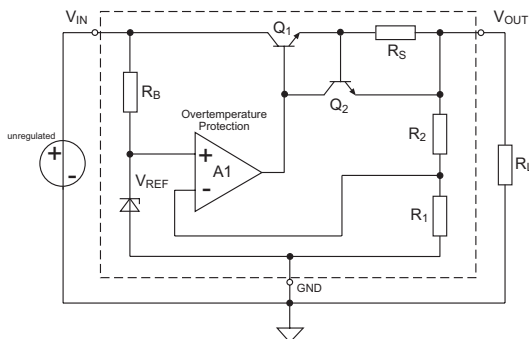 VIN
Q1
VOUT
RS
RB
Q2
Overtemperature
Protection
R2
unregulated
+
-
+
-
A1
VREF
RL
R1
GND